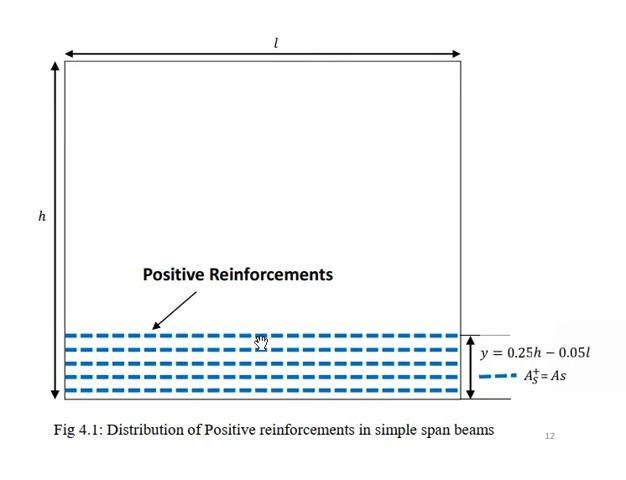 l
h
Positive Reinforcements
y = 0.25h − 0.05l
A_S^+ = As
Fig 4.1: Distribution of Positive reinforcements in simple span beams
12